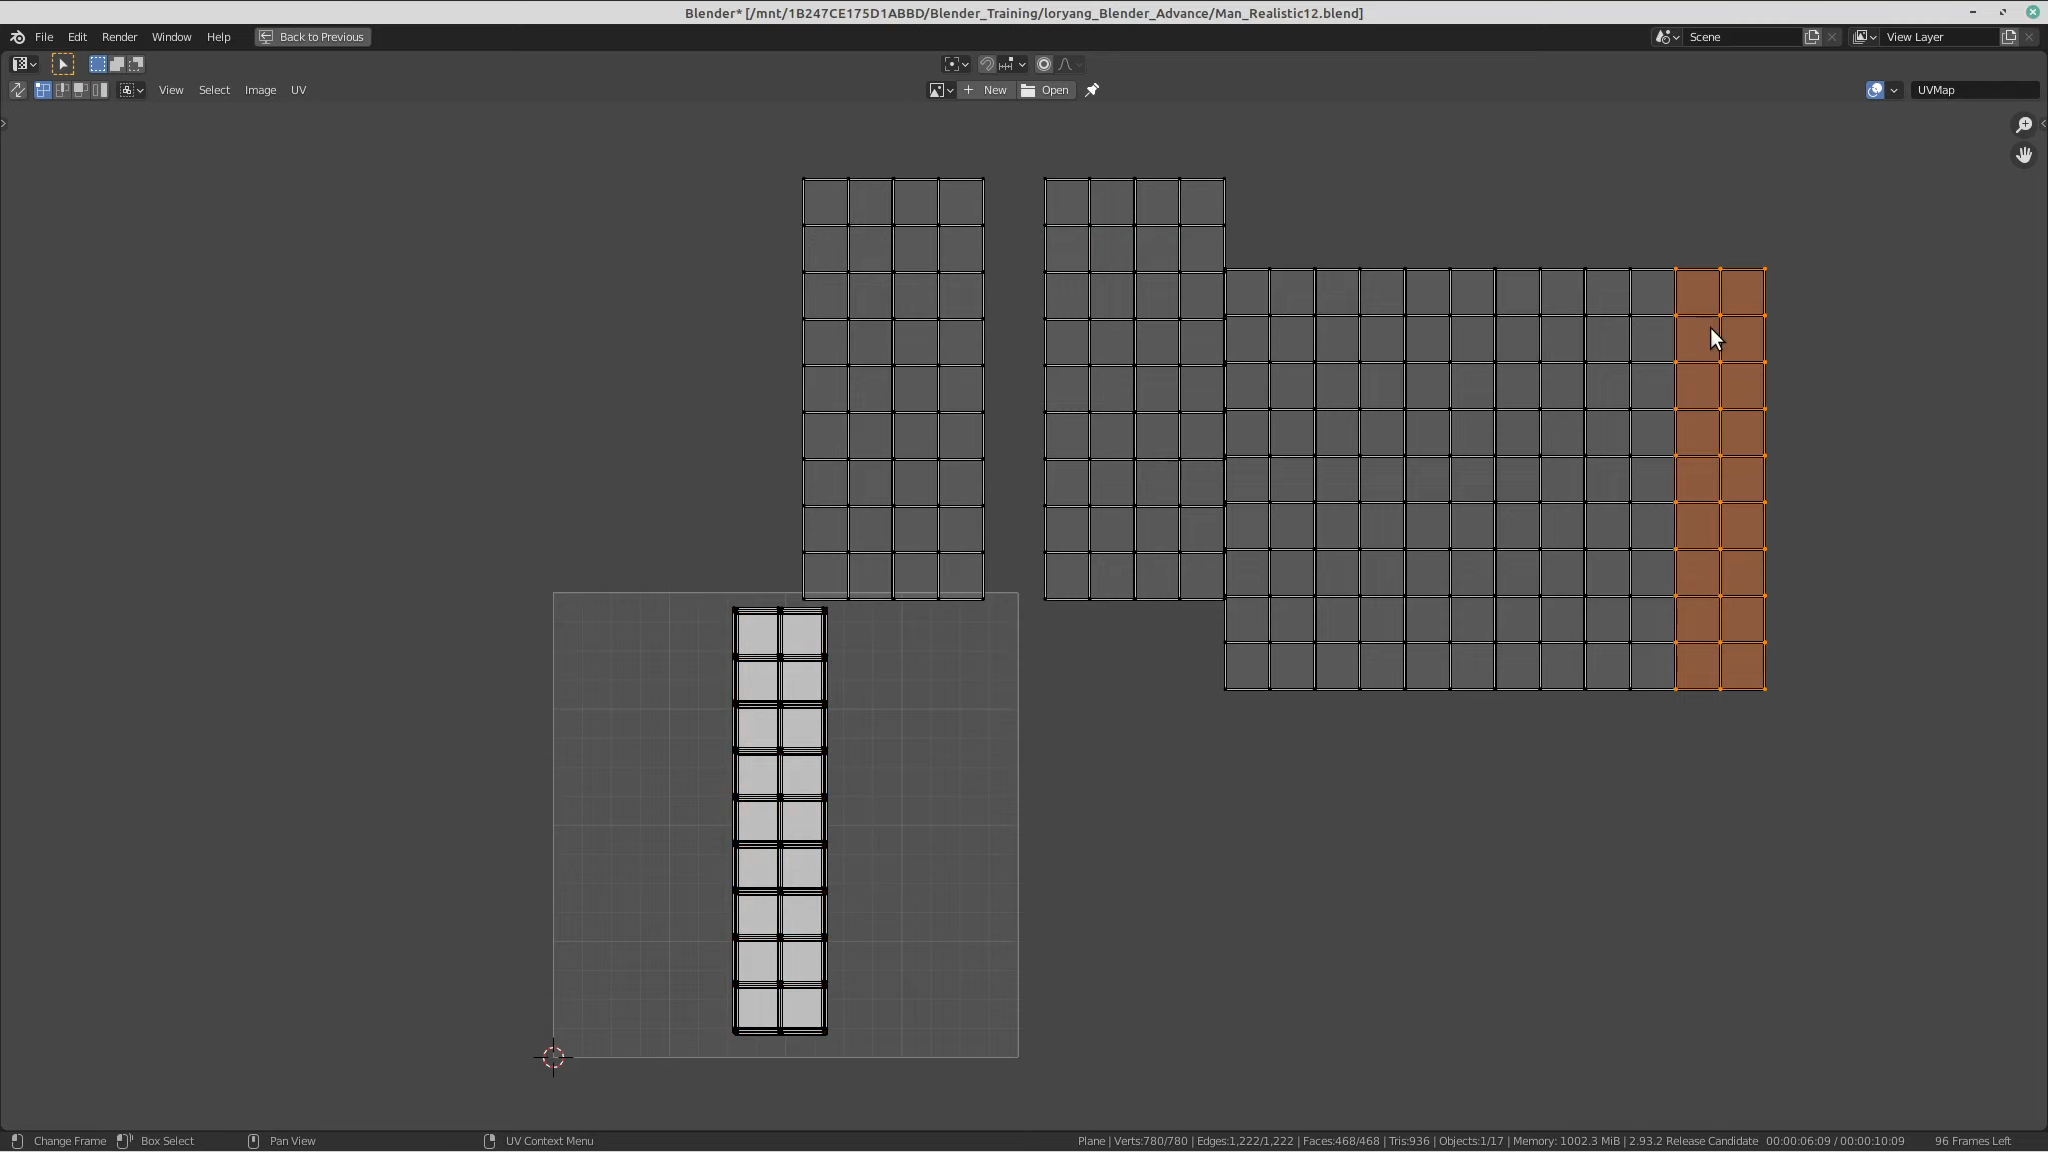 Blender* [/mnt/1B247CE175D1ABBD/Blender_Training/loryang_Blender_Advance/Man_Realistic12.blend]
File Edit Render Window Help Back to Previous Scene View Layer
View Select Image UV New Open UVMap
Change Frame Box Select Pan View UV Context Menu Plane | Verts:780/780 | Edges:1,222/1,222 | Faces:468/468 | Tris:936 | Objects:1/17 | Memory: 1002.3 MiB | 2.93.2 Release Candidate 00:00:06:09 / 00:00:10:09 96 Frames Left